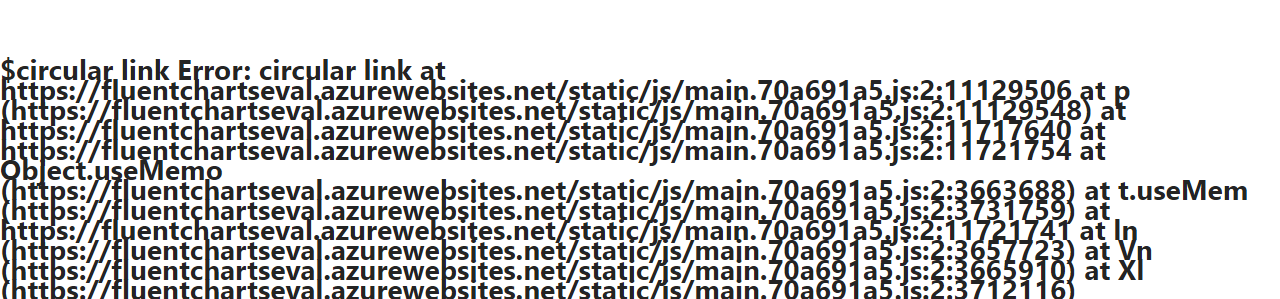 $circular link Error: circular link at
https://fluentchartseval.azurewebsites.net/static/js/main.70a691a5.js:2:11129506 at p
(https://fluentchartseval.azurewebsites.net/static/js/main.70a691a5.js:2:11129548) at
https://fluentchartseval.azurewebsites.net/static/js/main.70a691a5.js:2:11717640 at
https://fluentchartseval.azurewebsites.net/static/js/main.70a691a5.js:2:11721754 at
Object.useMemo
(https://fluentchartseval.azurewebsites.net/static/js/main.70a691a5.js:2:3663688) at t.useMem
(https://fluentchartseval.azurewebsites.net/static/js/main.70a691a5.js:2:3731759) at
https://fluentchartseval.azurewebsites.net/static/js/main.70a691a5.js:2:11721741 at ln
(https://fluentchartseval.azurewebsites.net/static/js/main.70a691a5.js:2:3657723) at Vn
(https://fluentchartseval.azurewebsites.net/static/js/main.70a691a5.js:2:3665910) at Xl
(https://fluentchartseval.azurewebsites.net/static/js/main.70a691a5.js:2:3712116)